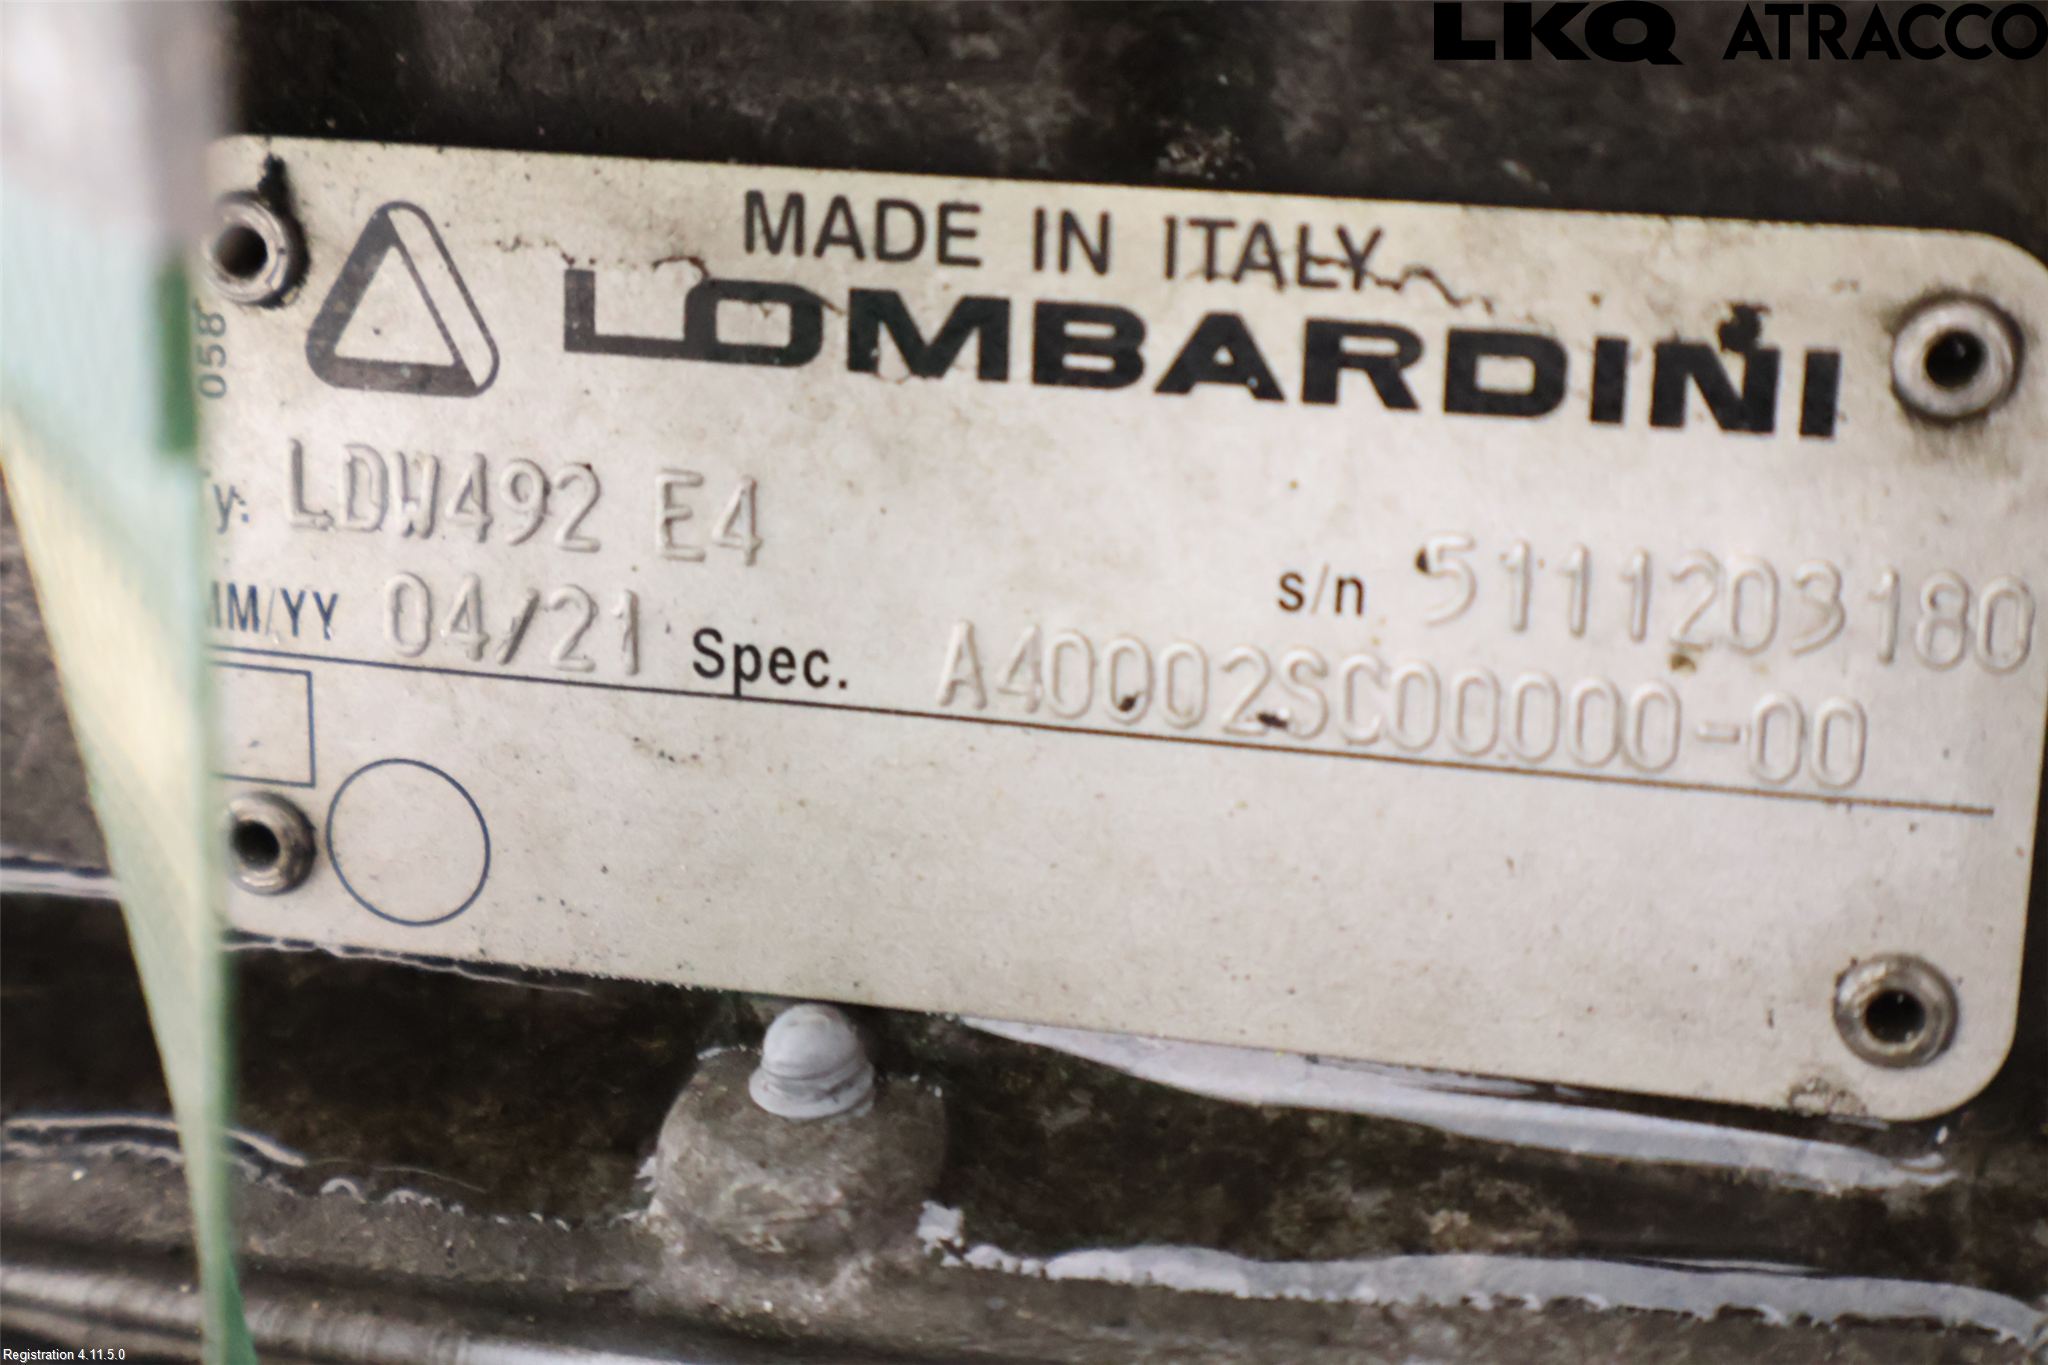 LKQ ATRACCO
MADE IN ITALY
LOMBARDINI
058
y: LDW492 E4
s/n 5111203180
MM/YY 04/21 Spec. A40002SC00000-00
Registration 4.11.5.0